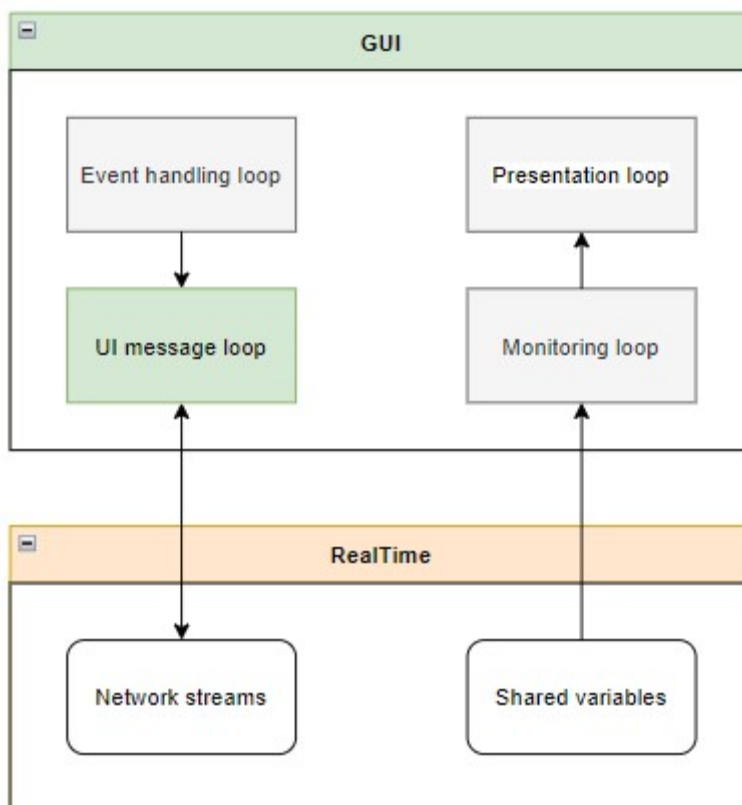 GUI
Event handling loop
Presentation loop
UI message loop
Monitoring loop
RealTime
Network streams
Shared variables